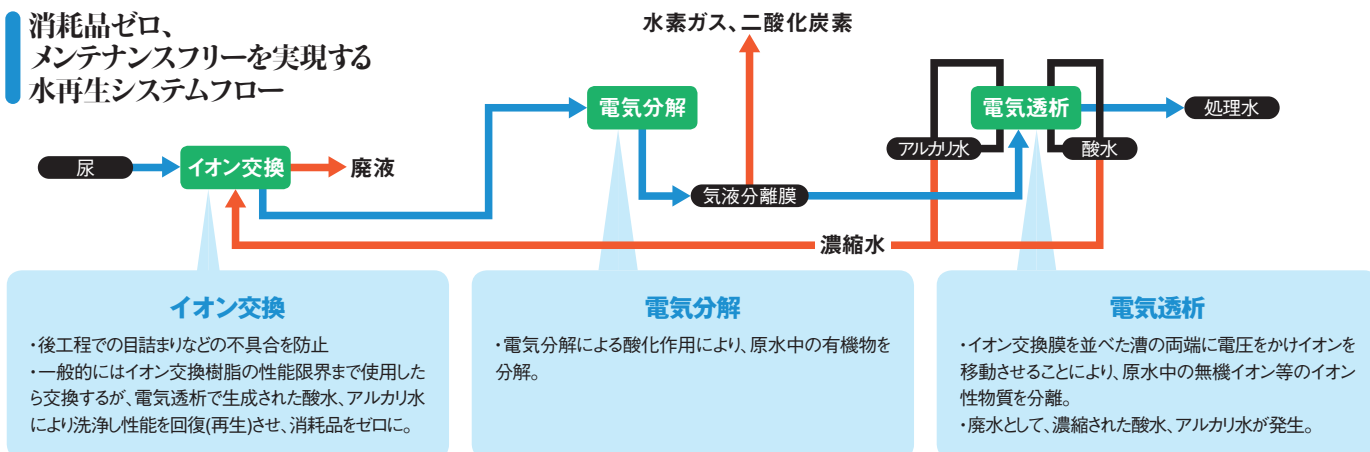 消耗品ゼロ、
メンテナンスフリーを実現する
水再生システムフロー
水素ガス、二酸化炭素
電気分解
電気透析
処理水
アルカリ水
酸水
尿
イオン交換
廃液
気液分離膜
濃縮水
イオン交換
・後工程での目詰まりなどの不具合を防止
・一般的にはイオン交換樹脂の性能限界まで使用した
ら交換するが、電気透析で生成された酸水、アルカリ水
により洗浄し性能を回復(再生)させ、消耗品をゼロに。
電気分解
・電気分解による酸化作用により、原水中の有機物を
分解。
電気透析
・イオン交換膜を並べた漕の両端に電圧をかけイオンを
移動させることにより、原水中の無機イオン等のイオン
性物質を分離。
・廃水として、濃縮された酸水、アルカリ水が発生。